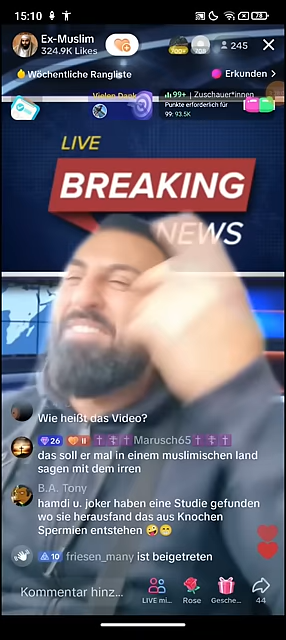 15:10
73
Ex-Muslim
324.9K Likes
245
Wöchentliche Rangliste
Erkunden >
Vielen Dank
99+ | Zuschauer*innen
Punkte erforderlich für
99: 93.5K
LIVE
BREAKING
NEWS
Wie heißt das Video?
26 II Marusch65
das soll er mal in einem muslimischen land
sagen mit dem irren
B.A. Tony
hamdi u. joker haben eine Studie gefunden
wo sie herausfand das aus Knochen
Spermien entstehen 🤪😁
10 friesen_many ist beigetreten
Kommentar hinz...
LIVE mi...
Rose
Gesche...
44